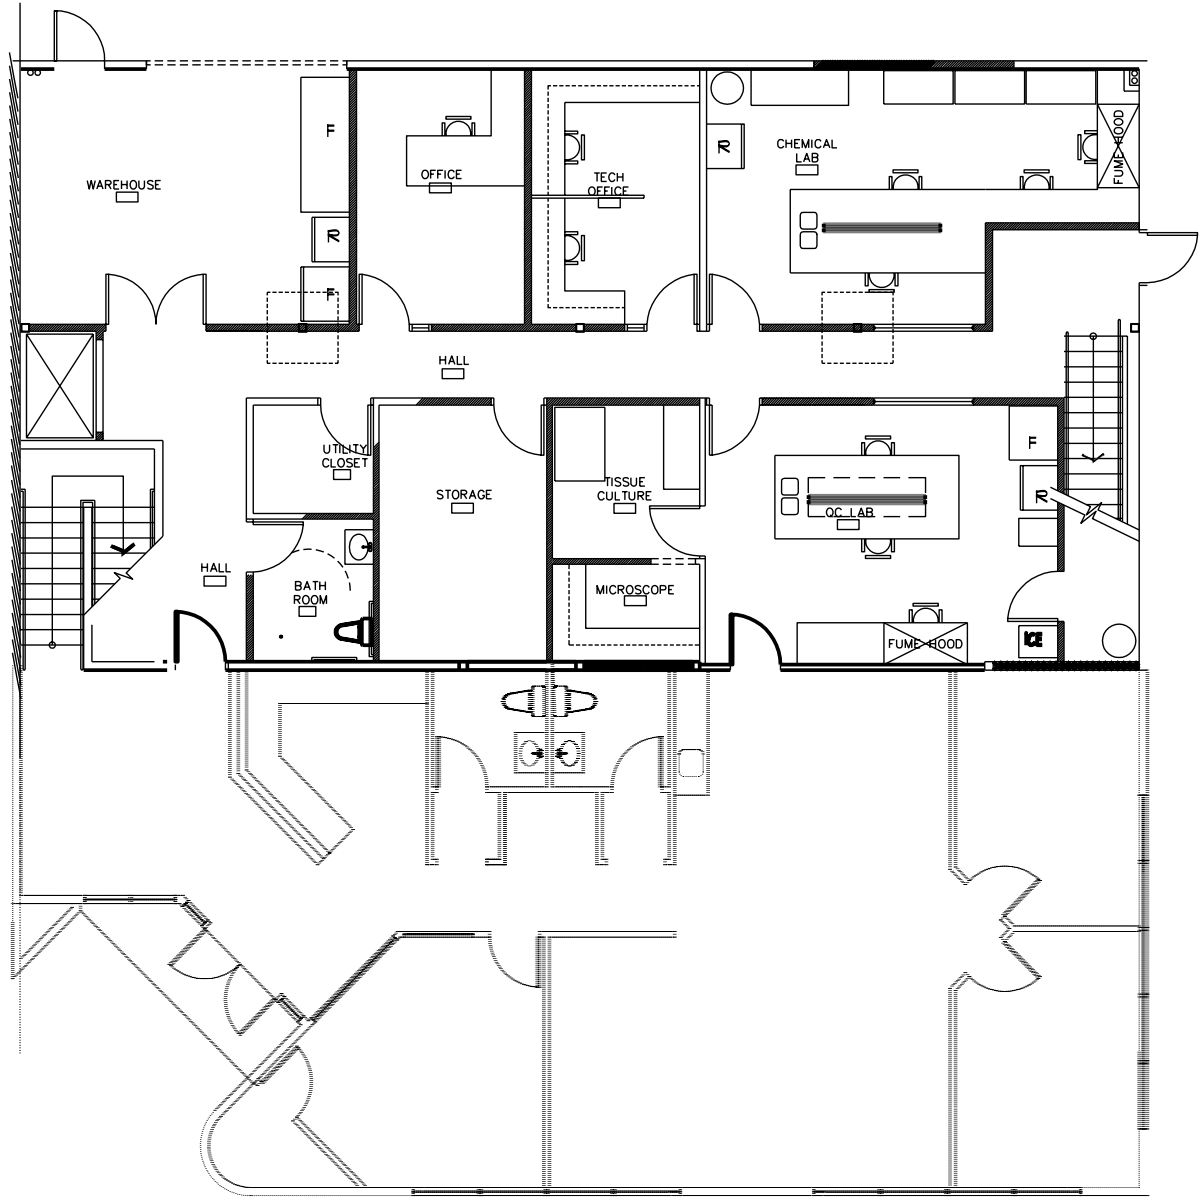 F
FUME HOOD
R
CHEMICAL
LAB
OFFICE
TECH
OFFICE
WAREHOUSE
R
F
HALL
UTILITY
CLOSET
F
STORAGE
TISSUE
CULTURE
R
QC LAB
HALL
BATH
ROOM
MICROSCOPE
ICE
FUME HOOD